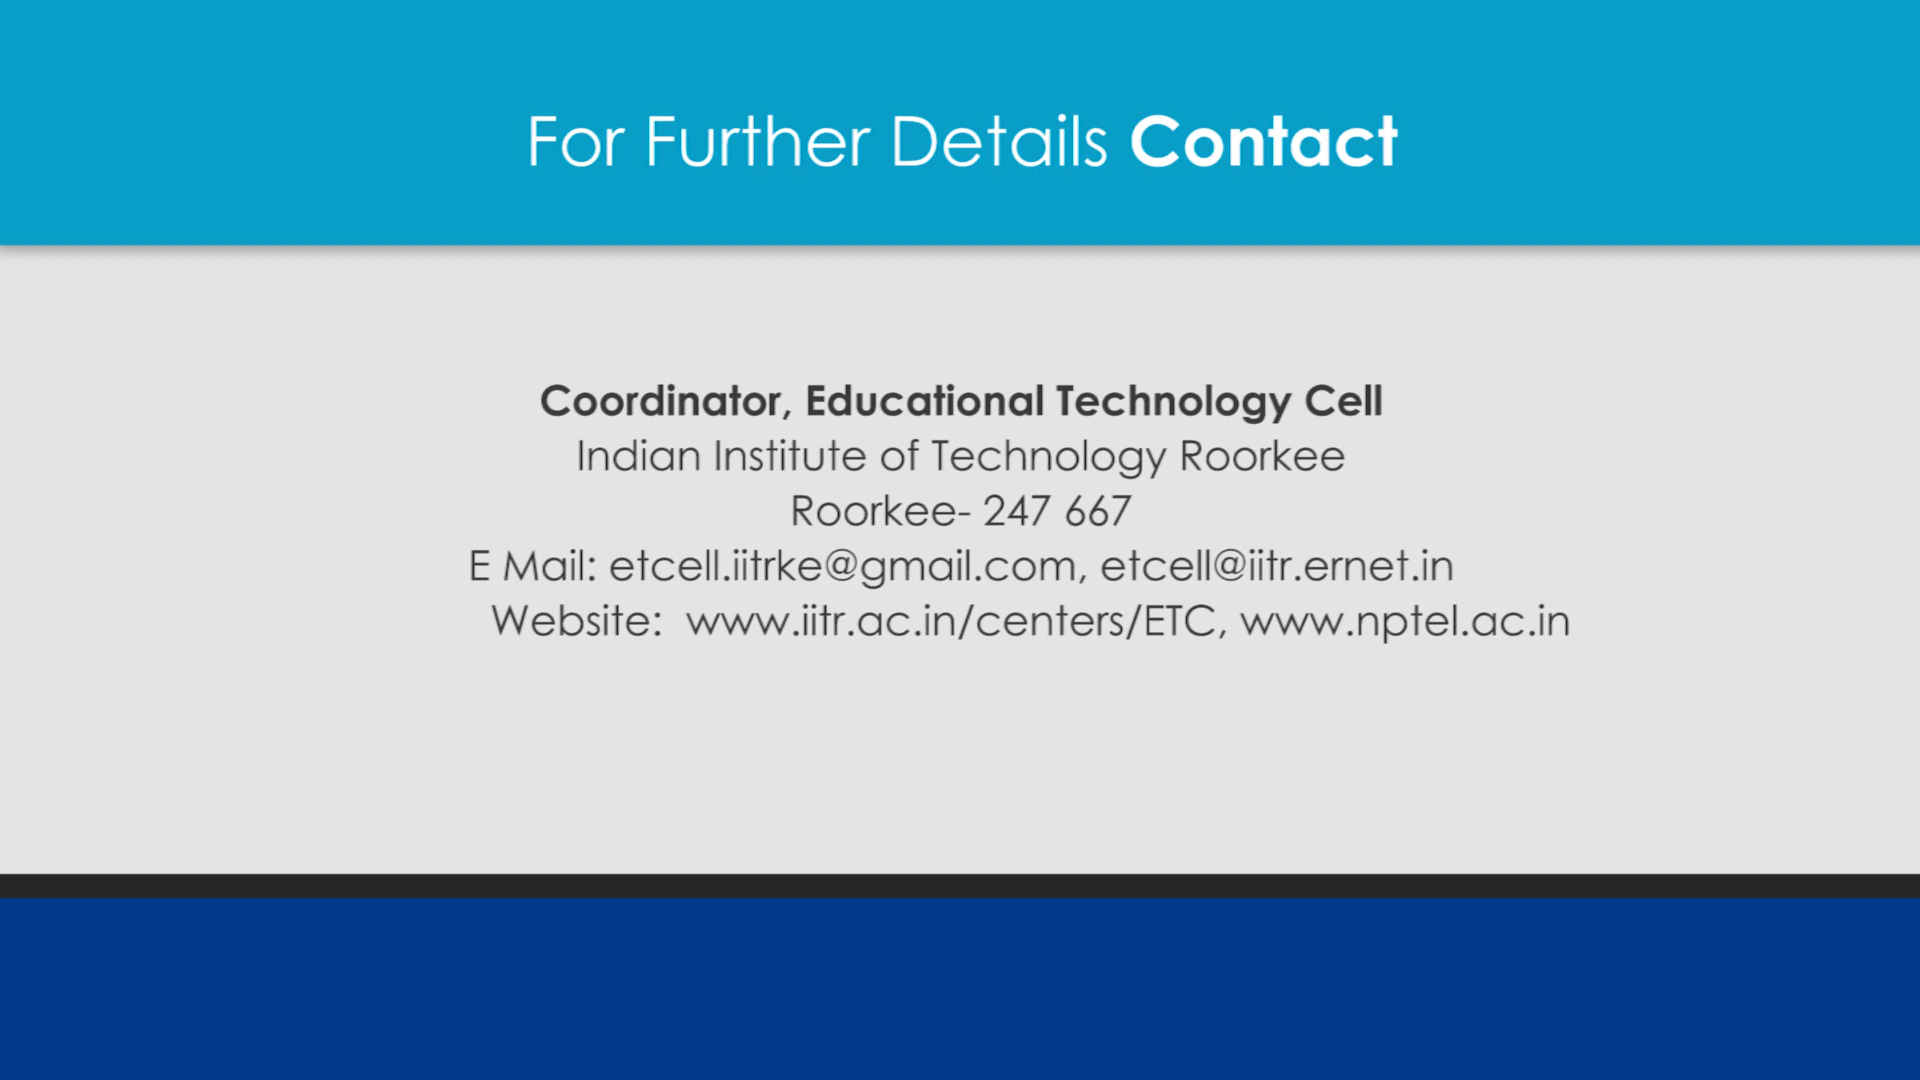 For Further Details Contact
Coordinator, Educational Technology Cell
Indian Institute of Technology Roorkee
Roorkee- 247 667
E Mail: etcell.iitrke@gmail.com, etcell@iitr.ernet.in
Website: www.iitr.ac.in/centers/ETC, www.nptel.ac.in